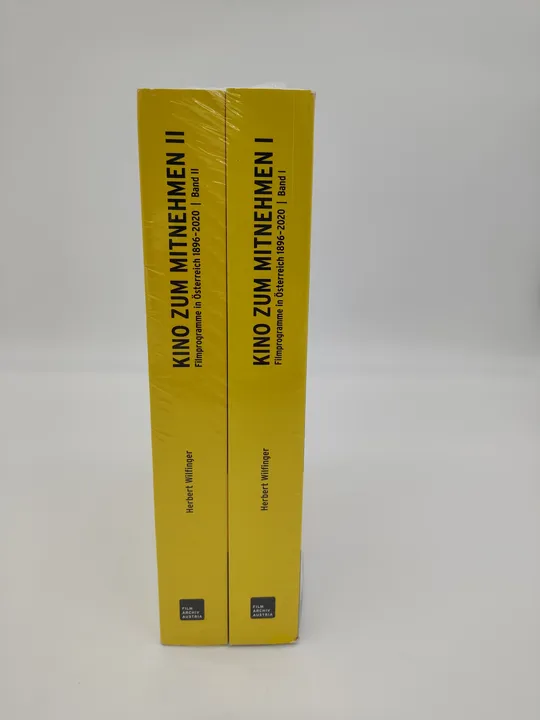 KINO ZUM MITNEHMEN II
Filmprogramme in Österreich 1896–2020 | Band II
Herbert Wilfinger
FILM
ARCHIV
AUSTRIA
KINO ZUM MITNEHMEN I
Filmprogramme in Österreich 1896–2020 | Band I
Herbert Wilfinger
FILM
ARCHIV
AUSTRIA